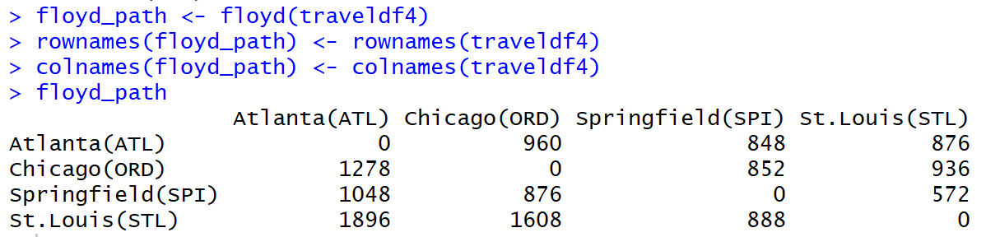 > floyd_path <- floyd(traveldf4)
> rownames(floyd_path) <- rownames(traveldf4)
> colnames(floyd_path) <- colnames(traveldf4)
> floyd_path
Atlanta(ATL) Chicago(ORD) Springfield(SPI) St.Louis(STL)
Atlanta(ATL) 0 960 848 876
Chicago(ORD) 1278 0 852 936
Springfield(SPI) 1048 876 0 572
St.Louis(STL) 1896 1608 888 0